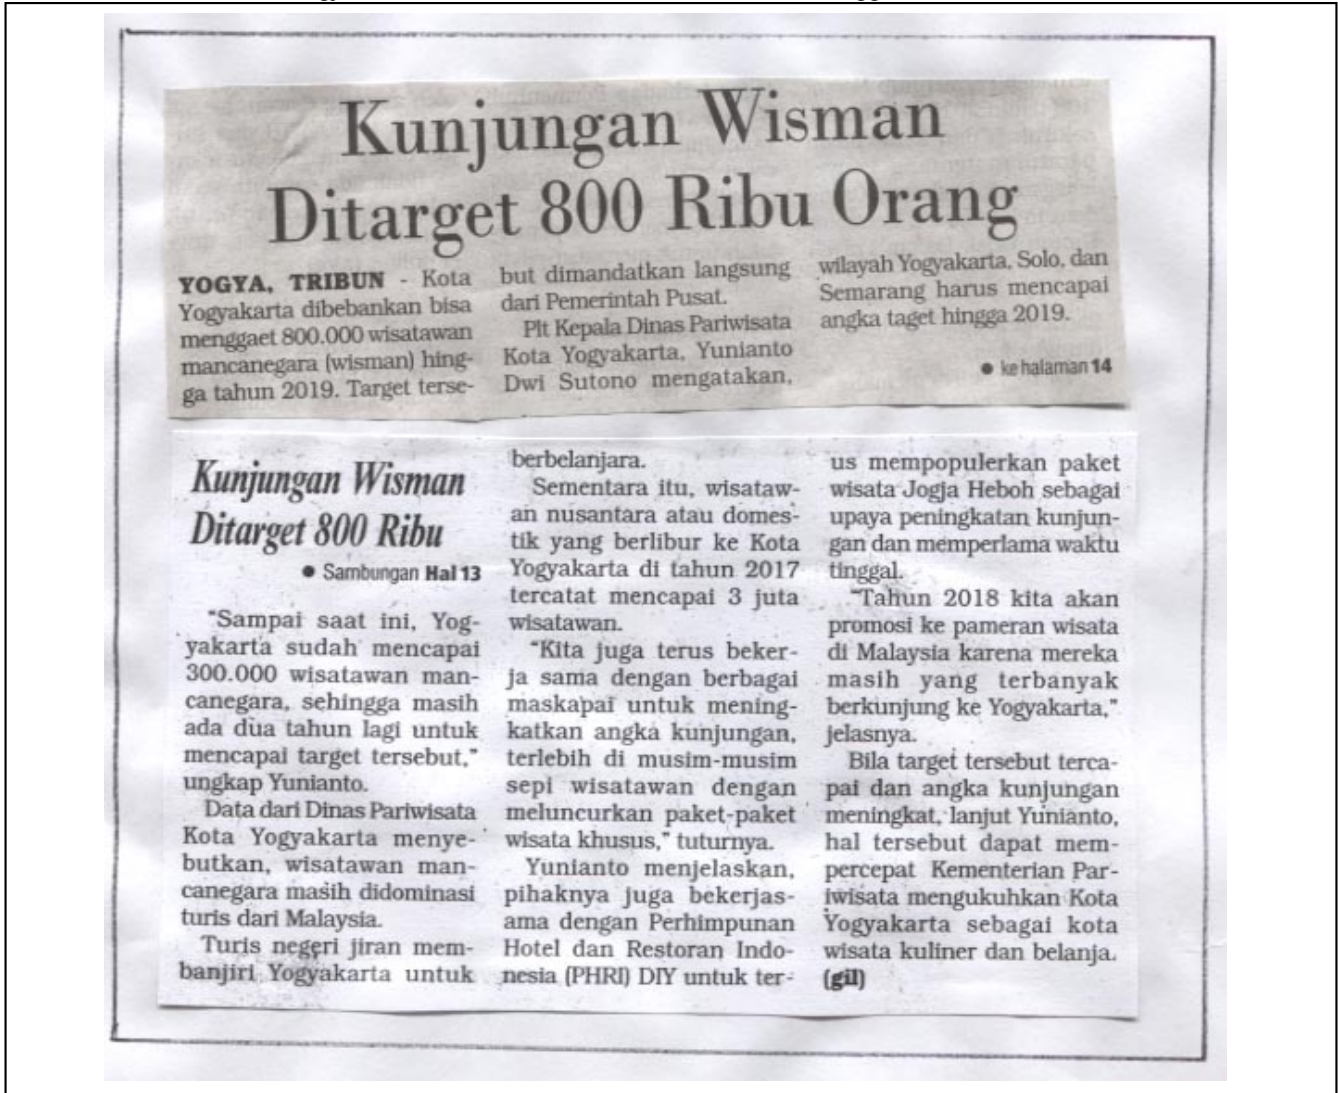 Kunjungan Wisman
Ditarget 800 Ribu Orang
YOGYA, TRIBUN - Kota
Yogyakarta dibebankan bisa
menggaet 800.000 wisatawan
mancanegara (wisman) hing-
ga tahun 2019. Target terse-
but dimandatkan langsung
dari Pemerintah Pusat.
Plt Kepala Dinas Pariwisata
Kota Yogyakarta, Yunianto
Dwi Sutono mengatakan,
wilayah Yogyakarta, Solo, dan
Semarang harus mencapai
angka taget hingga 2019.
● ke halaman 14
Kunjungan Wisman
Ditarget 800 Ribu
● Sambungan Hal 13
"Sampai saat ini, Yog-
yakarta sudah mencapai
300.000 wisatawan man-
canegara, sehingga masih
ada dua tahun lagi untuk
mencapai target tersebut,"
ungkap Yunianto.
Data dari Dinas Pariwisata
Kota Yogyakarta menye-
butkan, wisatawan man-
canegara masih didominasi
turis dari Malaysia.
Turis negeri jiran mem-
banjiri Yogyakarta untuk
berbelanjara.
Sementara itu, wisataw-
an nusantara atau domes-
tik yang berlibur ke Kota
Yogyakarta di tahun 2017
tercatat mencapai 3 juta
wisatawan.
"Kita juga terus beker-
ja sama dengan berbagai
maskapai untuk mening-
katkan angka kunjungan,
terlebih di musim-musim
sepi wisatawan dengan
meluncurkan paket-paket
wisata khusus," tuturnya.
Yunianto menjelaskan,
pihaknya juga bekerjas-
ama dengan Perhimpunan
Hotel dan Restoran Indo-
nesia (PHRI) DIY untuk ter-
us mempopulerkan paket
wisata Jogja Heboh sebagai
upaya peningkatan kunjun-
gan dan memperlama waktu
tinggal.
"Tahun 2018 kita akan
promosi ke pameran wisata
di Malaysia karena mereka
masih yang terbanyak
berkunjung ke Yogyakarta,"
jelasnya.
Bila target tersebut terca-
pai dan angka kunjungan
meningkat, lanjut Yunianto,
hal tersebut dapat mem-
percepat Kementerian Par-
iwisata mengukuhkan Kota
Yogyakarta sebagai kota
wisata kuliner dan belanja.
(gil)